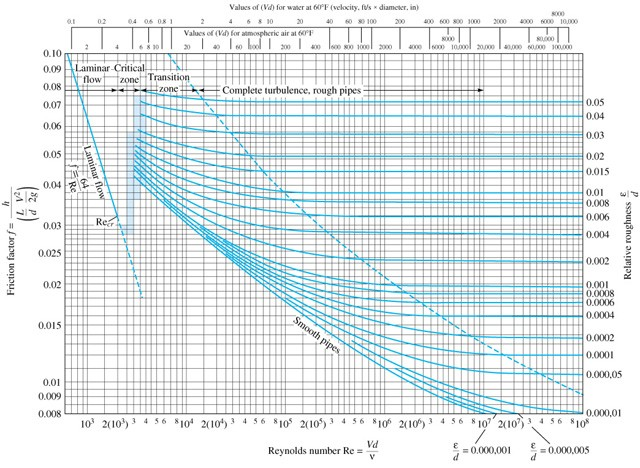 Values of (Vd) for water at 60°F (velocity, ft/s × diameter, in)
0.1 0.2 0.4 0.6 0.8 1 2 4 6 8 10 20 40 60 80 100 200 400 600 800 1000 2000 4000 6000 8000 10,000
Values of (Vd) for atmospheric air at 60°F
2 4 6 8 10 20 40 60 80 100 200 400 600 800 1000 2000 4000 6000 8000 10,000 20,000 40,000 60,000 80,000 100,000
0.10
0.09
0.08
0.07
0.06
0.05
0.04
0.03
0.025
0.02
0.015
0.01
0.009
0.008
Friction factor f = h / (L/d V²/2g)
Laminar flow
Critical zone
Transition zone
Complete turbulence, rough pipes
Laminar flow
f = 64/Re
Re_cr
Smooth pipes
0.05
0.04
0.03
0.02
0.015
0.01
0.008
0.006
0.004
0.002
0.001
0.0008
0.0006
0.0004
0.0002
0.0001
0.000,05
0.000,01
Relative roughness ε/d
10³ 2(10³) 3 4 5 6 8 10⁴ 2(10⁴) 3 4 5 6 8 10⁵ 2(10⁵) 3 4 5 6 8 10⁶ 2(10⁶) 3 4 5 6 8 10⁷ 2(10⁷) 3 4 5 6 8 10⁸
Reynolds number Re = Vd/ν
ε/d = 0.000,001
ε/d = 0.000,005